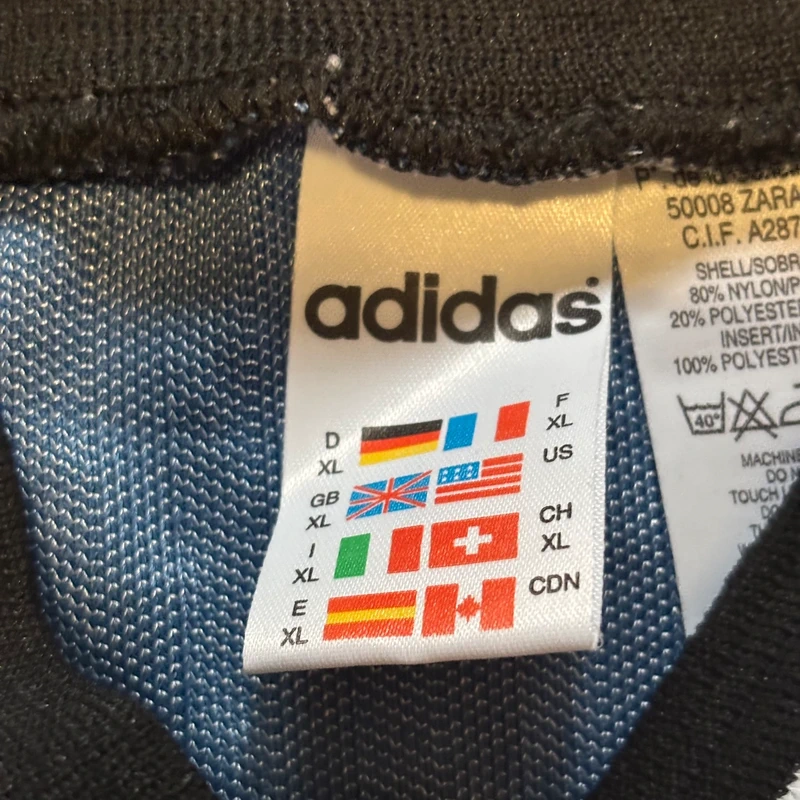 adidas
D XL F XL
GB XL US
I XL CH XL
E XL CDN
50008 ZARA
C.I.F. A287
SHELL/SOBR
80% NYLON/P
20% POLYESTE
INSERT/IN
100% POLYEST
40°
MACHINE
DO N
TOUCH